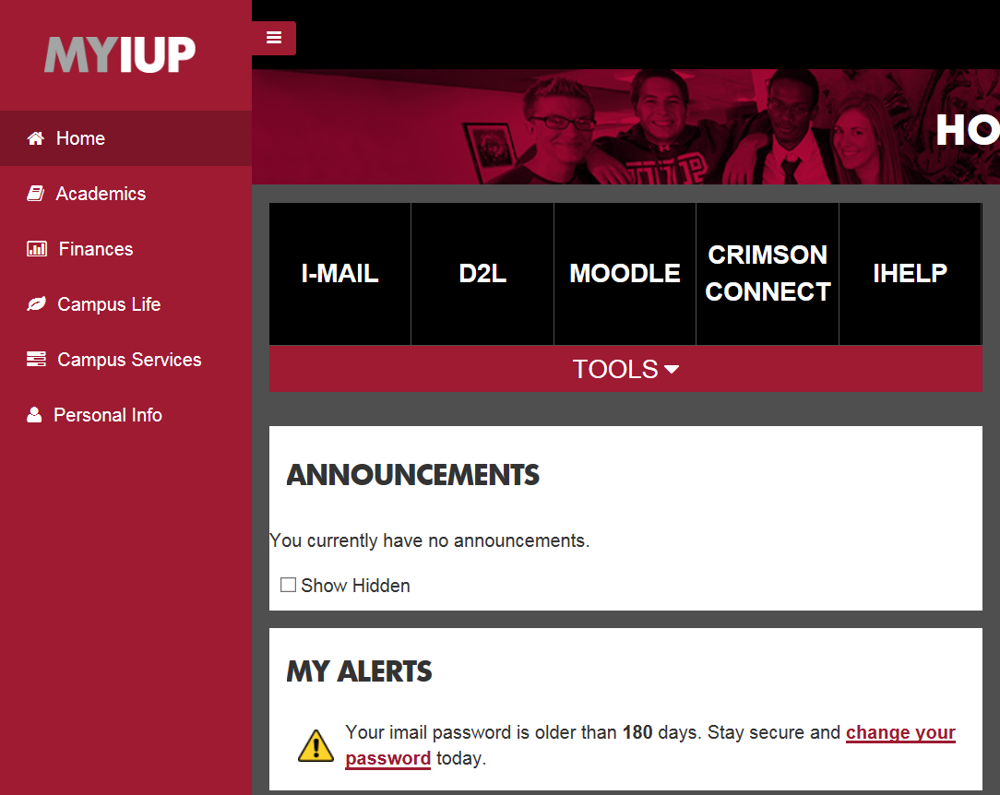 MYIUP
Home
Academics
Finances
Campus Life
Campus Services
Personal Info
HO
IUP
I-MAIL
D2L
MOODLE
CRIMSON
CONNECT
IHELP
TOOLS
ANNOUNCEMENTS
You currently have no announcements.
Show Hidden
MY ALERTS
Your imail password is older than 180 days. Stay secure and change your
password today.